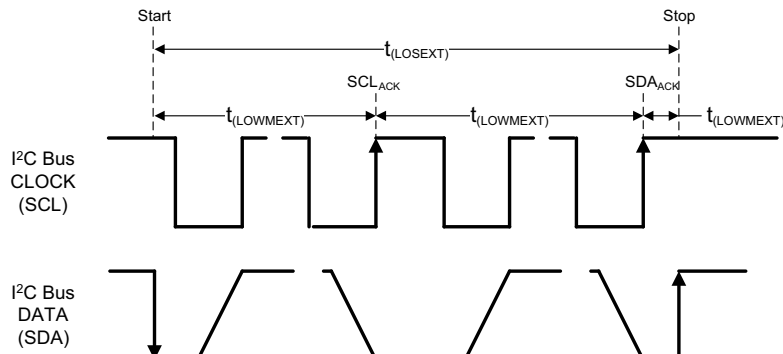 Start
Stop
t(LOSEXT)
SCLACK
SDAACK
t(LOWMEXT)
t(LOWMEXT)
t(LOWMEXT)
I²C Bus
CLOCK
(SCL)
I²C Bus
DATA
(SDA)